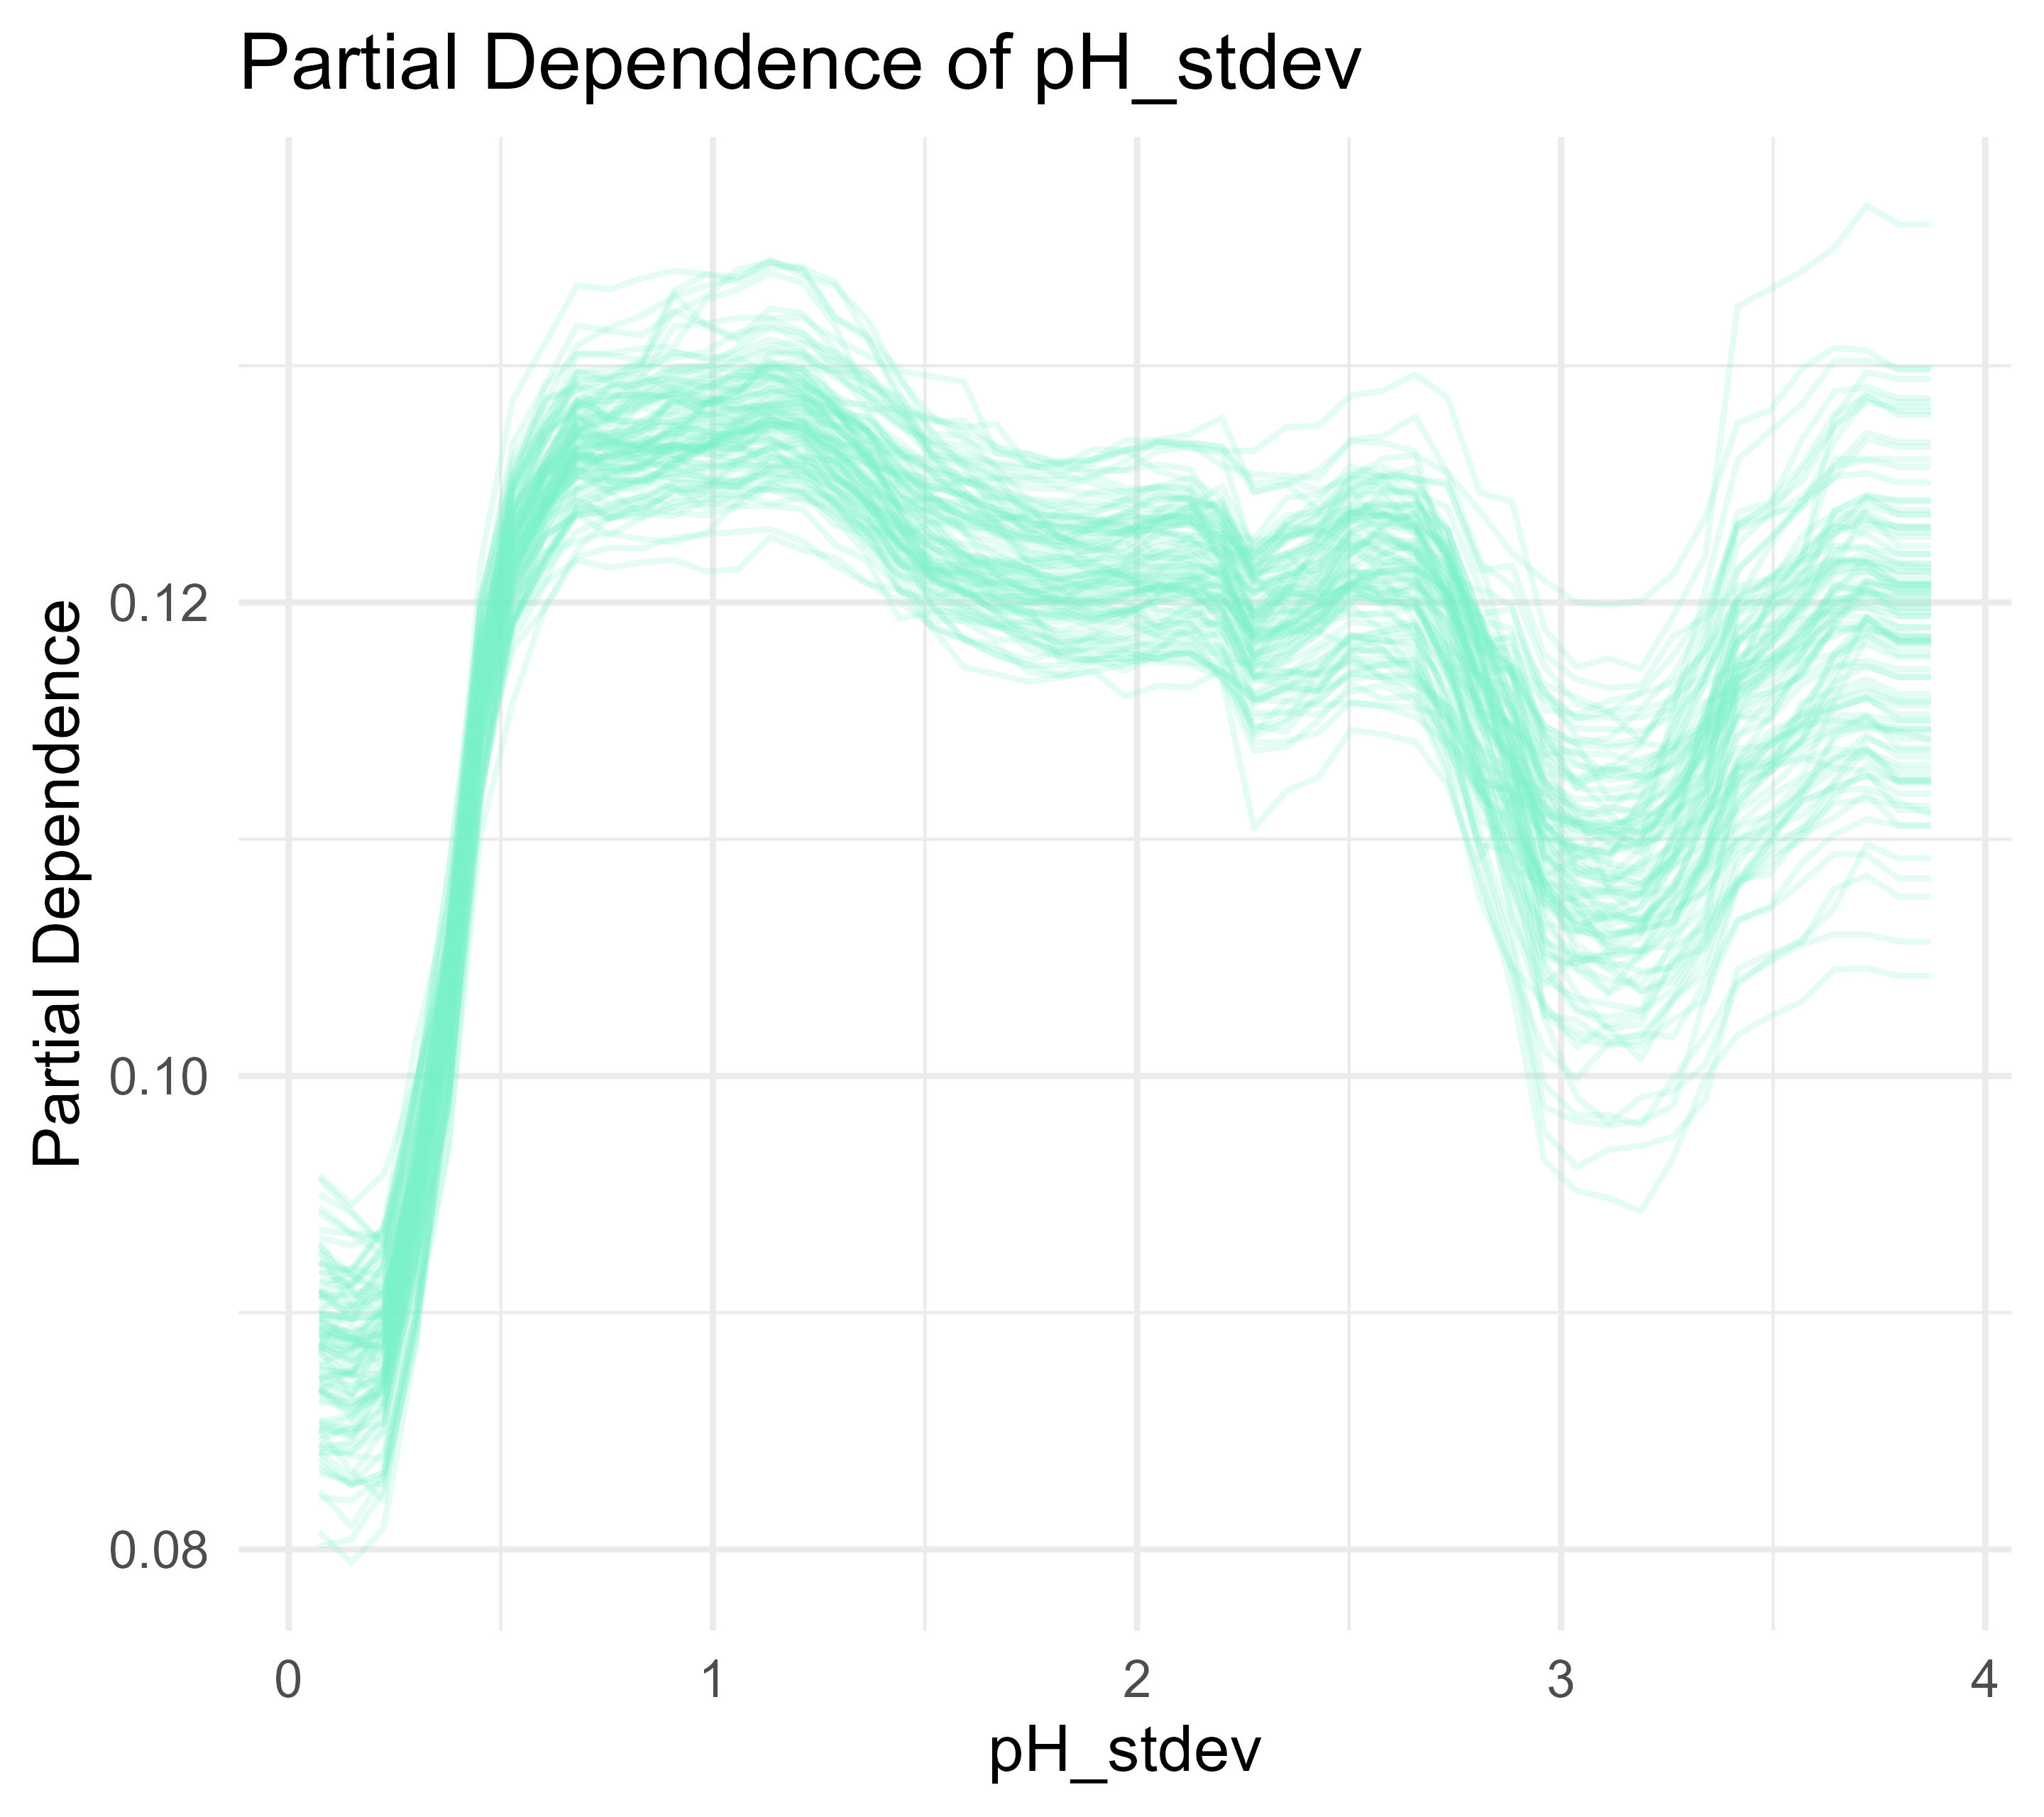 Partial Dependence of pH_stdev
Partial Dependence
0.12
0.10
0.08
0
1
2
3
4
pH_stdev